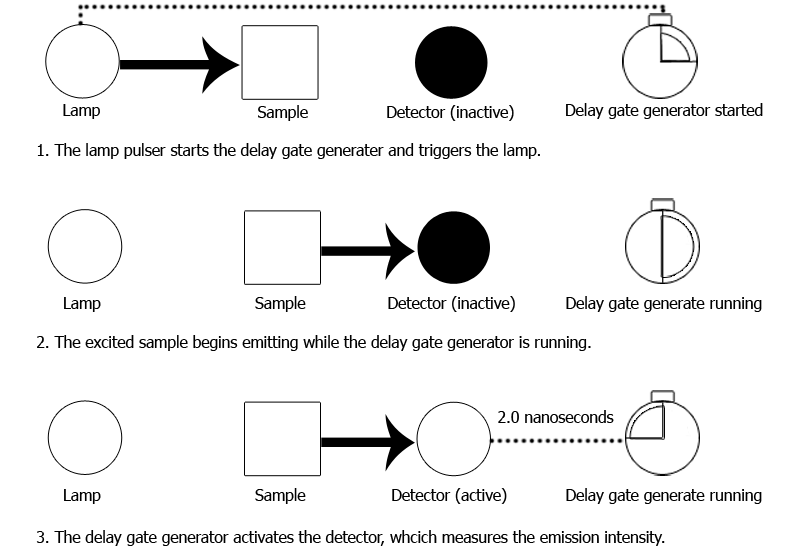 Lamp
Sample
Detector (inactive)
Delay gate generator started
1. The lamp pulser starts the delay gate generater and triggers the lamp.
Lamp
Sample
Detector (inactive)
Delay gate generate running
2. The excited sample begins emitting while the delay gate generator is running.
2.0 nanoseconds
Lamp
Sample
Detector (active)
Delay gate generate running
3. The delay gate generator activates the detector, whcich measures the emission intensity.